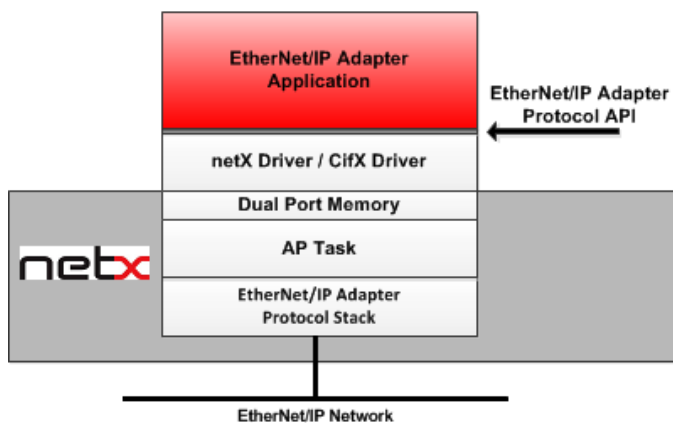 EtherNet/IP Adapter
Application
EtherNet/IP Adapter
Protocol API
netX Driver / CifX Driver
Dual Port Memory
AP Task
netx
EtherNet/IP Adapter
Protocol Stack
EtherNet/IP Network